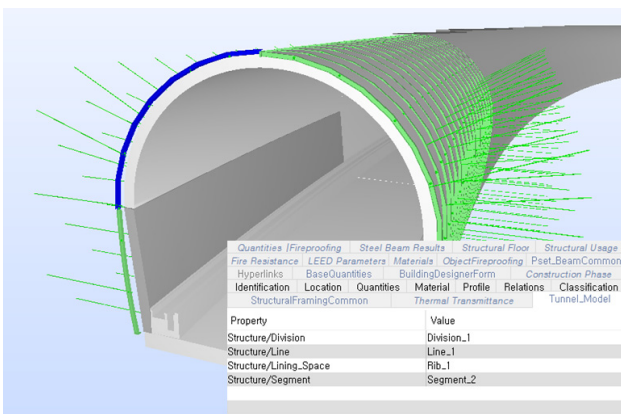 Quantities |Fireproofing Steel Beam Results Structural Floor Structural Usage
Fire Resistance LEED Parameters Materials ObjectFireproofing Pset_BeamCommon
Hyperlinks BaseQuantities BuildingDesignerForm Construction Phase
Identification Location Quantities Material Profile Relations Classification
StructuralFramingCommon Thermal Transmittance Tunnel_Model
Property Value
Structure/Division Division_1
Structure/Line Line_1
Structure/Lining_Space Rib_1
Structure/Segment Segment_2